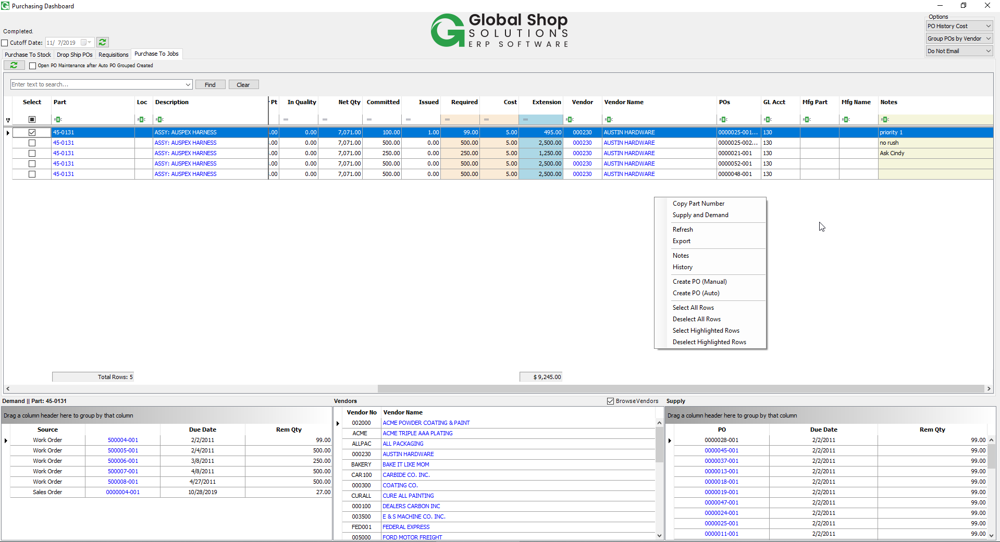 Purchasing Dashboard
Global Shop
SOLUTIONS
ERP SOFTWARE
Options
PO History Cost
Group POs by Vendor
Do Not Email
Completed.
Cutoff Date: 11/ 7/2019
Purchase To Stock Drop Ship POs Requisitions Purchase To Jobs
Open PO Maintenance after Auto PO Grouped Created
Enter text to search... Find Clear
Select Part Loc Description Pt In Quality Net Qty Committed Issued Required Cost Extension Vendor Vendor Name POs GL Acct Mfg Part Mfg Name Notes
45-0131 ASSY: AUSPEX HARNESS .00 0.00 7,071.00 100.00 1.00 99.00 5.00 495.00 000230 AUSTIN HARDWARE 0000025-001... 130 priority 1
45-0131 ASSY: AUSPEX HARNESS .00 0.00 7,071.00 500.00 0.00 500.00 5.00 2,500.00 000230 AUSTIN HARDWARE 0000025-002... 130 no rush
45-0131 ASSY: AUSPEX HARNESS .00 0.00 7,071.00 250.00 0.00 250.00 5.00 1,250.00 000230 AUSTIN HARDWARE 0000021-001 130 Ask Cindy
45-0131 ASSY: AUSPEX HARNESS .00 0.00 7,071.00 500.00 0.00 500.00 5.00 2,500.00 000230 AUSTIN HARDWARE 0000052-001 130
45-0131 ASSY: AUSPEX HARNESS .00 0.00 7,071.00 500.00 0.00 500.00 5.00 2,500.00 000230 AUSTIN HARDWARE 0000048-001 130
Copy Part Number
Supply and Demand
Refresh
Export
Notes
History
Create PO (Manual)
Create PO (Auto)
Select All Rows
Deselect All Rows
Select Highlighted Rows
Deselect Highlighted Rows
Total Rows: 5 $ 9,245.00
Demand || Part: 45-0131
Drag a column header here to group by that column
Source Due Date Rem Qty
Work Order 500004-001 2/2/2011 99.00
Work Order 500005-001 2/4/2011 500.00
Work Order 500006-001 3/8/2011 250.00
Work Order 500007-001 4/8/2011 500.00
Work Order 500008-001 4/27/2011 500.00
Sales Order 0000004-001 10/28/2019 27.00
Vendors BrowseVendors
Vendor No Vendor Name
002000 ACME POWDER COATING & PAINT
ACME ACME TRIPLE AAA PLATING
ALLPAC ALL PACKAGING
000230 AUSTIN HARDWARE
BAKERY BAKE IT LIKE MOM
CAR100 CARBIDE CO. INC.
000300 COATING CO.
CURALL CURE ALL PAINTING
000100 DEALERS CARBON INC
003500 E & S MACHINE CO. INC.
FED001 FEDERAL EXPRESS
005000 FORD MOTOR FREIGHT
Supply
Drag a column header here to group by that column
PO Due Date Rem Qty
0000028-001 2/2/2011 99.00
0000045-001 2/2/2011 99.00
0000037-001 2/2/2011 99.00
0000013-001 2/2/2011 99.00
0000018-001 2/2/2011 99.00
0000019-001 2/2/2011 99.00
0000047-001 2/2/2011 99.00
0000024-001 2/2/2011 99.00
0000025-001 2/2/2011 99.00
0000011-001 2/2/2011 99.00